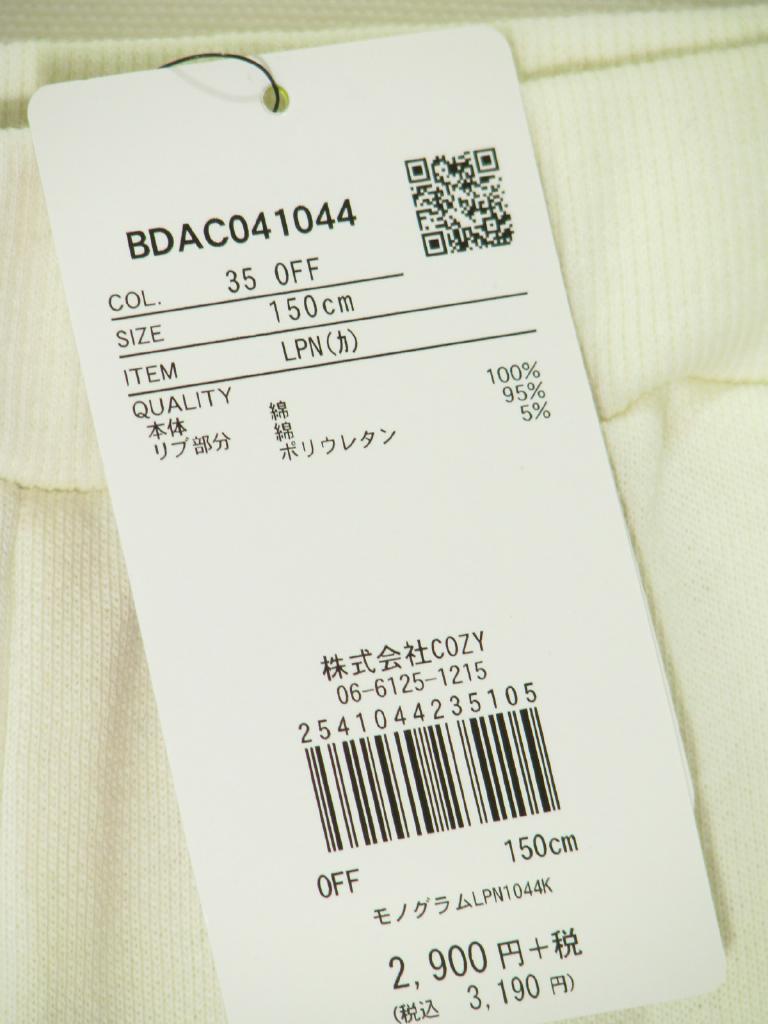 BDAC041044
COL. 35 OFF
SIZE 150cm
ITEM LPN(カ)
QUALITY
本体 綿 100%
リブ部分 綿 95%
ポリウレタン 5%
株式会社COZY
06-6125-1215
2541044235105
OFF 150cm
モノグラムLPN1044K
2,900円+税
(税込 3,190円)